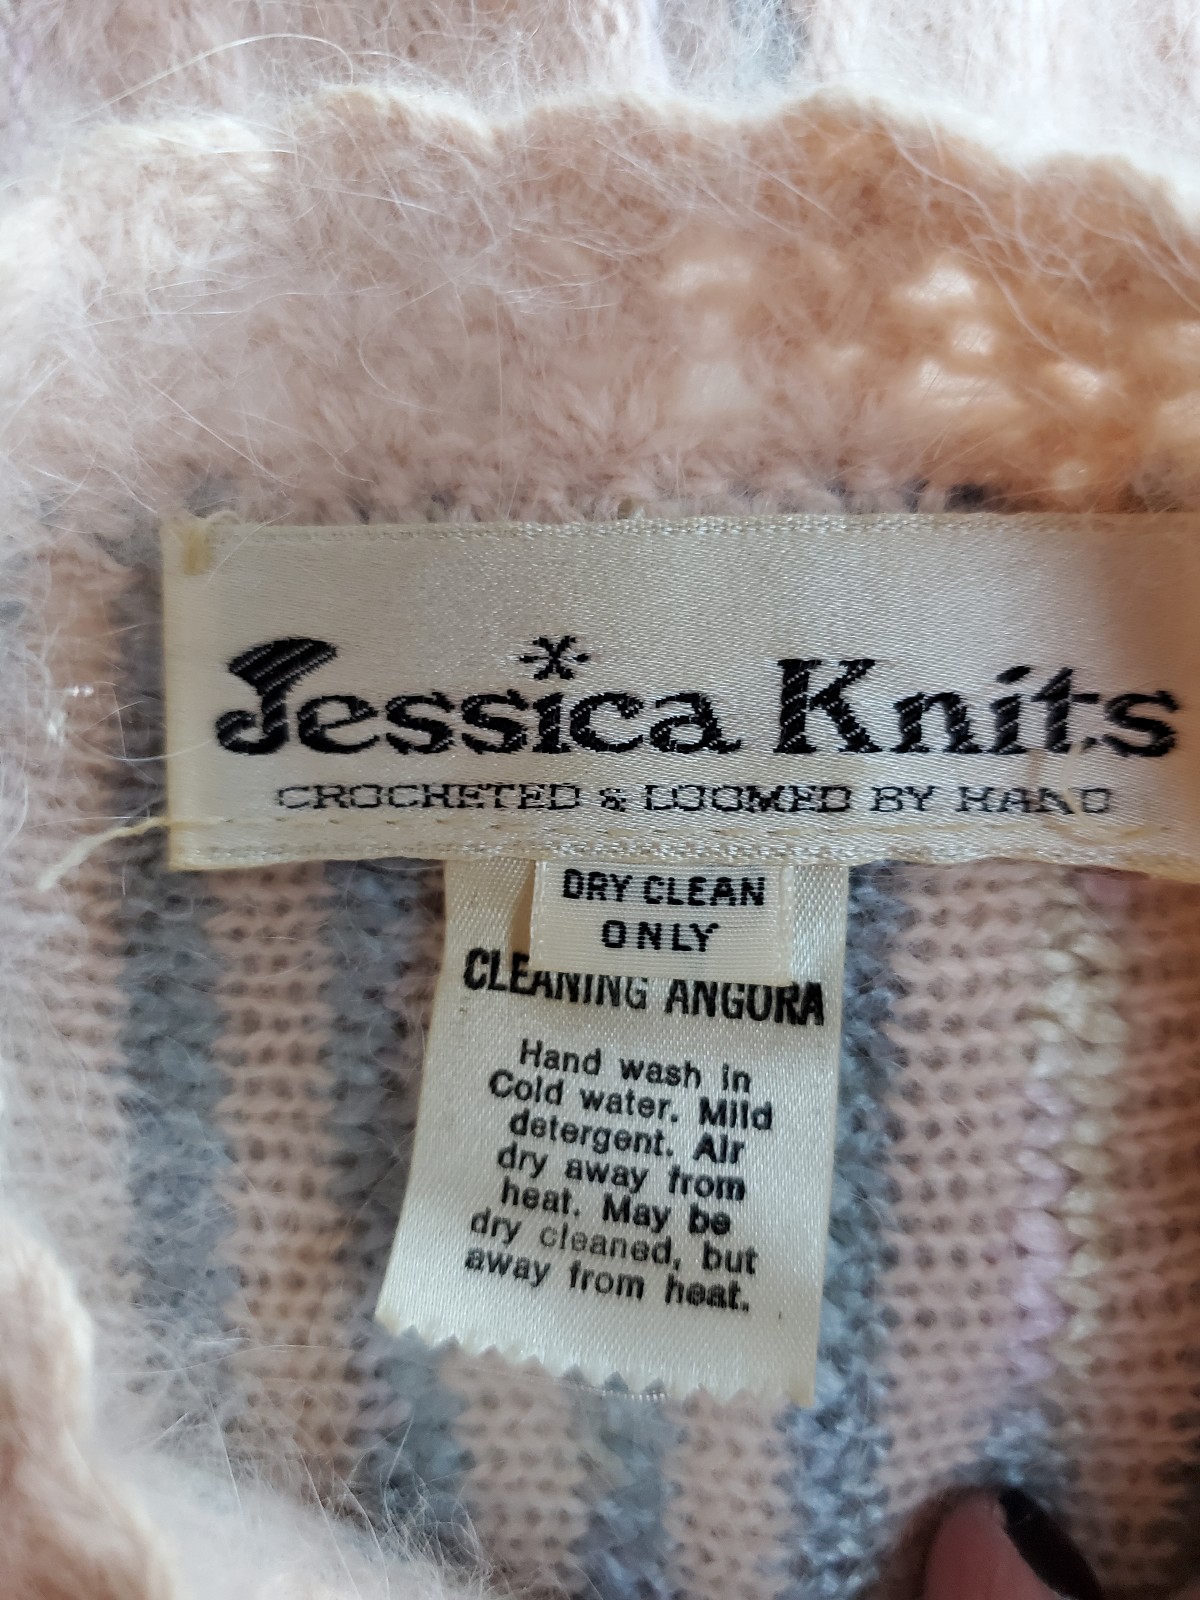 Jessica Knits
CROCHETED & LOOMED BY HAND
DRY CLEAN
ONLY
CLEANING ANGORA
Hand wash in
Cold water. Mild
detergent. Air
dry away from
heat. May be
dry cleaned, but
away from heat.